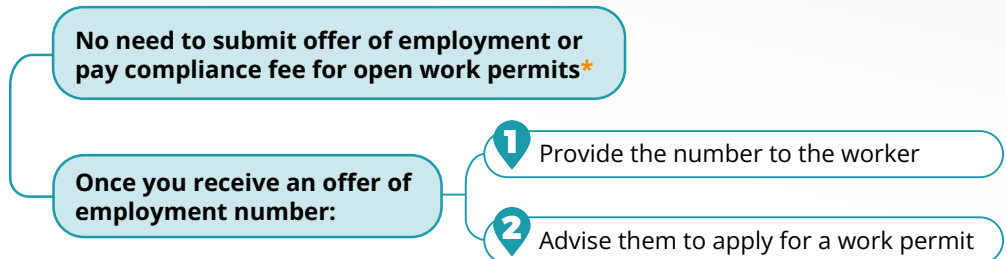 No need to submit offer of employment or
pay compliance fee for open work permits*
Once you receive an offer of
employment number:
1
Provide the number to the worker
2
Advise them to apply for a work permit